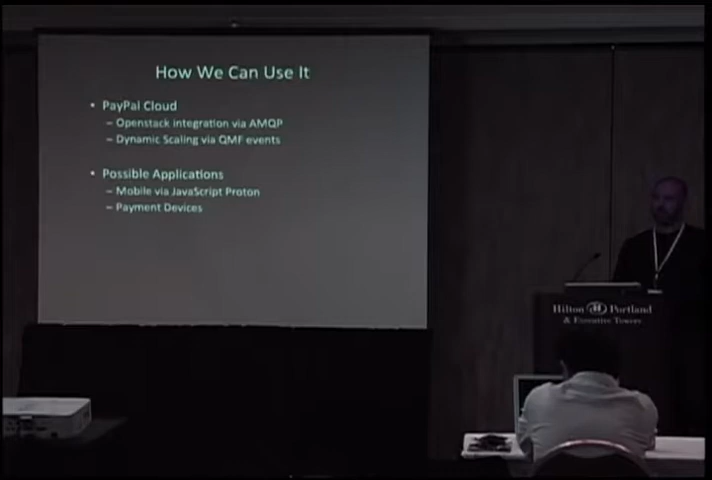 How We Can Use It
• PayPal Cloud
– Openstack integration via AMQP
– Dynamic Scaling via QMF events
• Possible Applications
– Mobile via JavaScript Proton
– Payment Devices
Hilton Portland
& Executive Towers